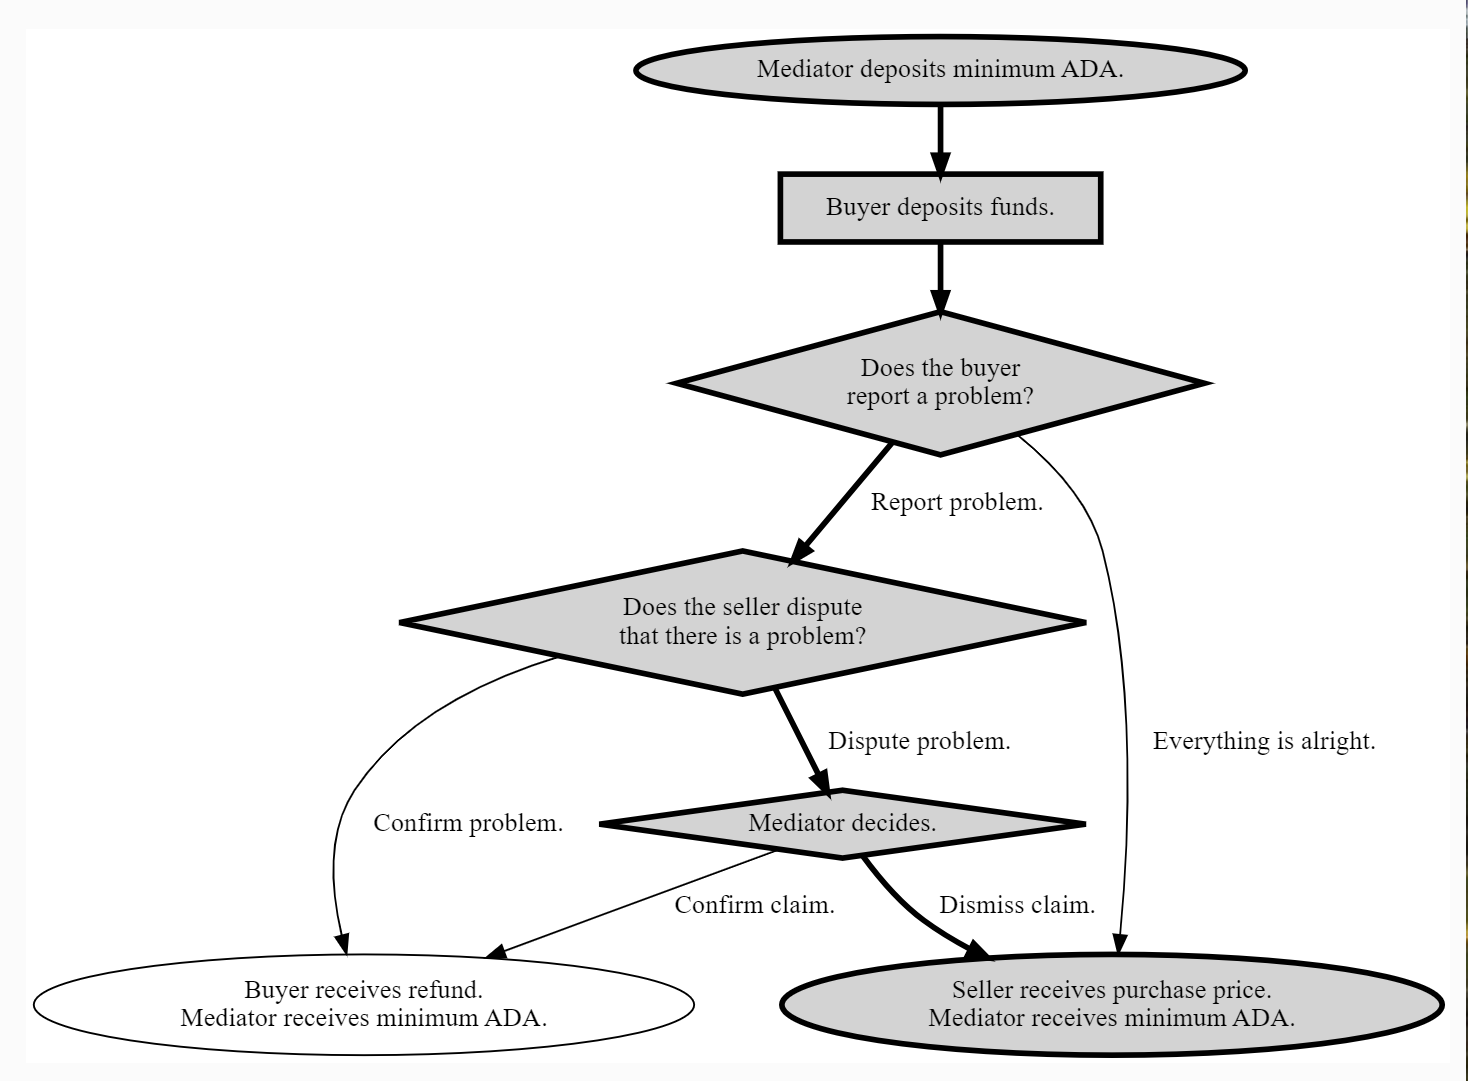 Mediator deposits minimum ADA.
Buyer deposits funds.
Does the buyer
report a problem?
Report problem.
Does the seller dispute
that there is a problem?
Dispute problem.
Everything is alright.
Confirm problem.
Mediator decides.
Confirm claim.
Dismiss claim.
Buyer receives refund.
Mediator receives minimum ADA.
Seller receives purchase price.
Mediator receives minimum ADA.